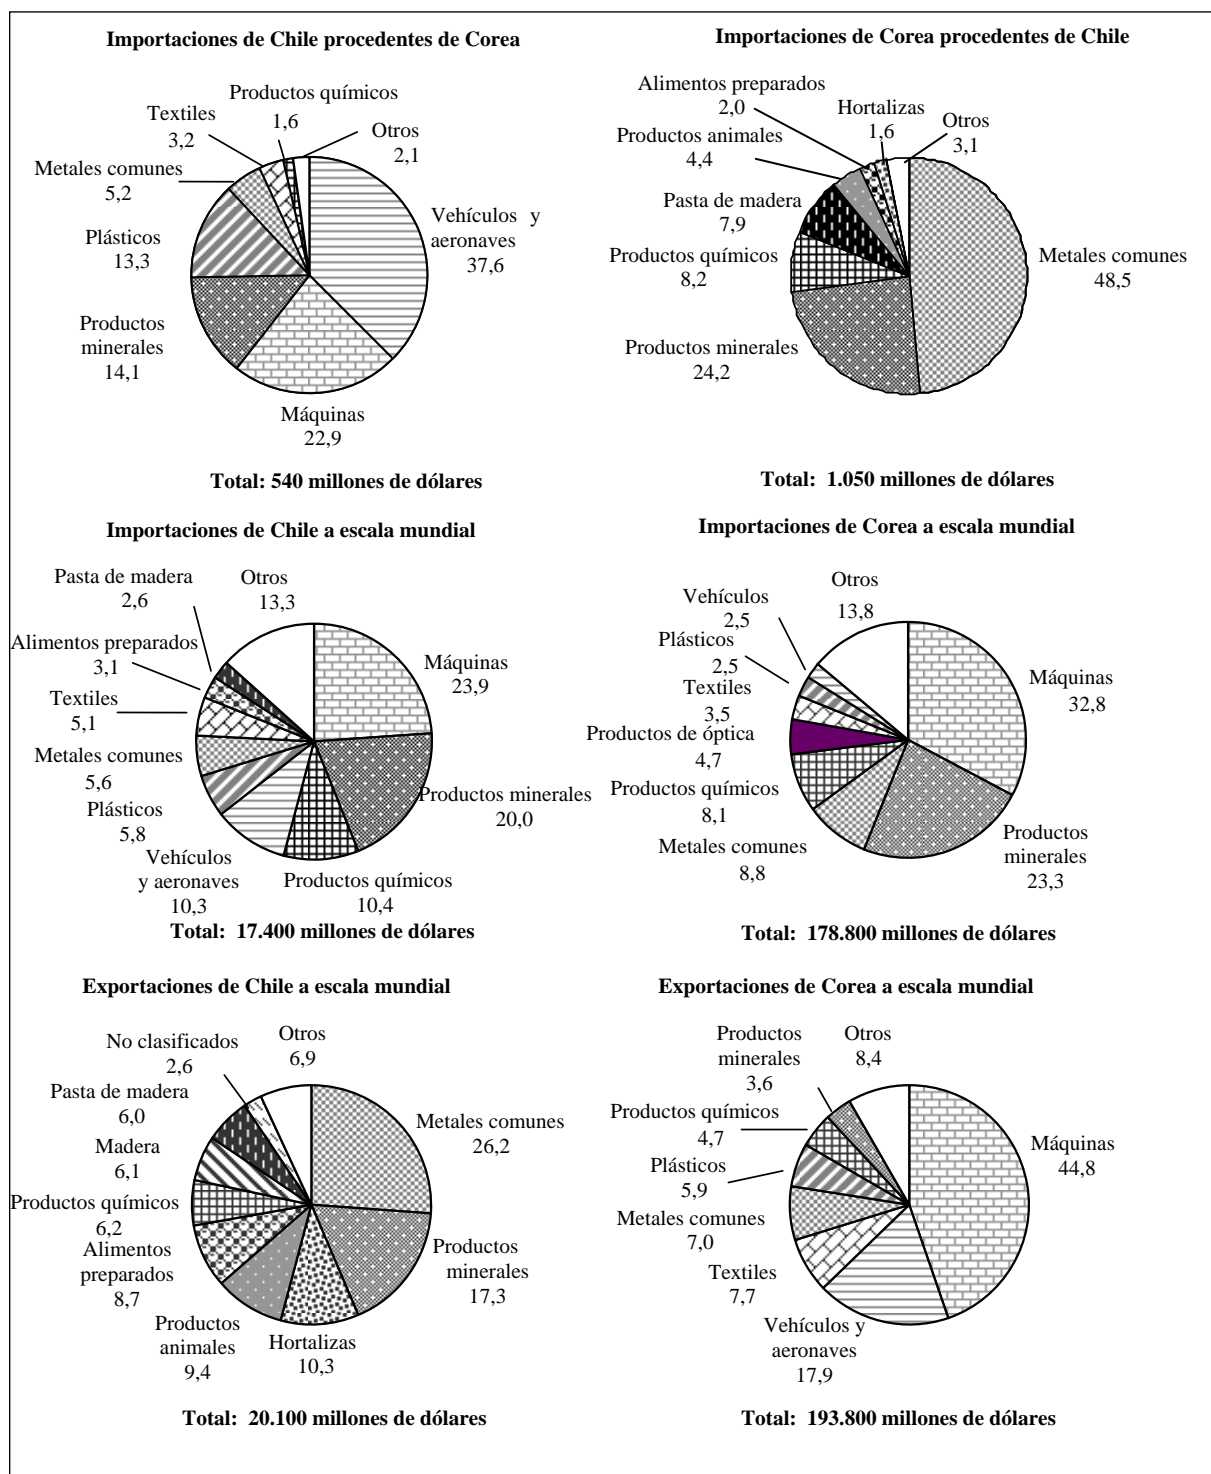 Importaciones de Chile procedentes de Corea
Productos químicos
1,6
Textiles
3,2
Otros
2,1
Metales comunes
5,2
Vehículos y
aeronaves
37,6
Plásticos
13,3
Productos
minerales
14,1
Máquinas
22,9
Total: 540 millones de dólares
Importaciones de Corea procedentes de Chile
Alimentos preparados
2,0
Hortalizas
1,6
Otros
3,1
Productos animales
4,4
Pasta de madera
7,9
Productos químicos
8,2
Metales comunes
48,5
Productos minerales
24,2
Total: 1.050 millones de dólares
Importaciones de Chile a escala mundial
Pasta de madera
2,6
Otros
13,3
Alimentos preparados
3,1
Máquinas
23,9
Textiles
5,1
Metales comunes
5,6
Plásticos
5,8
Productos minerales
20,0
Vehículos
y aeronaves
10,3
Productos químicos
10,4
Total: 17.400 millones de dólares
Importaciones de Corea a escala mundial
Vehículos
2,5
Otros
13,8
Plásticos
2,5
Textiles
3,5
Máquinas
32,8
Productos de óptica
4,7
Productos químicos
8,1
Metales comunes
8,8
Productos
minerales
23,3
Total: 178.800 millones de dólares
Exportaciones de Chile a escala mundial
No clasificados
2,6
Otros
6,9
Pasta de madera
6,0
Metales comunes
26,2
Madera
6,1
Productos químicos
6,2
Alimentos
preparados
8,7
Productos
minerales
17,3
Productos
animales
9,4
Hortalizas
10,3
Total: 20.100 millones de dólares
Exportaciones de Corea a escala mundial
Productos
minerales
3,6
Otros
8,4
Productos químicos
4,7
Máquinas
44,8
Plásticos
5,9
Metales comunes
7,0
Textiles
7,7
Vehículos y
aeronaves
17,9
Total: 193.800 millones de dólares